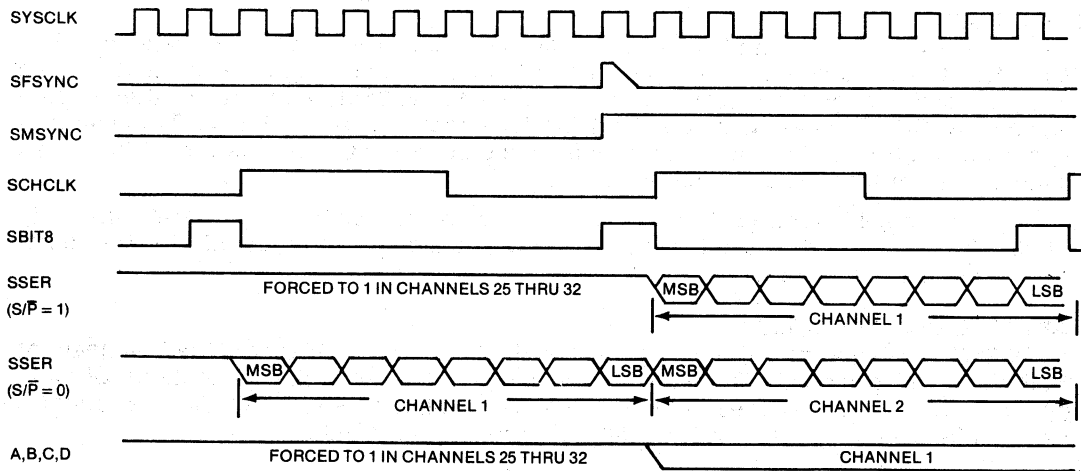 SYSCLK
SFSYNC
SMSYNC
SCHCLK
SBIT8
SSER
(S/P̅ = 1)
FORCED TO 1 IN CHANNELS 25 THRU 32
MSB
LSB
CHANNEL 1
SSER
(S/P̅ = 0)
MSB
LSB
MSB
LSB
CHANNEL 1
CHANNEL 2
A,B,C,D
FORCED TO 1 IN CHANNELS 25 THRU 32
CHANNEL 1